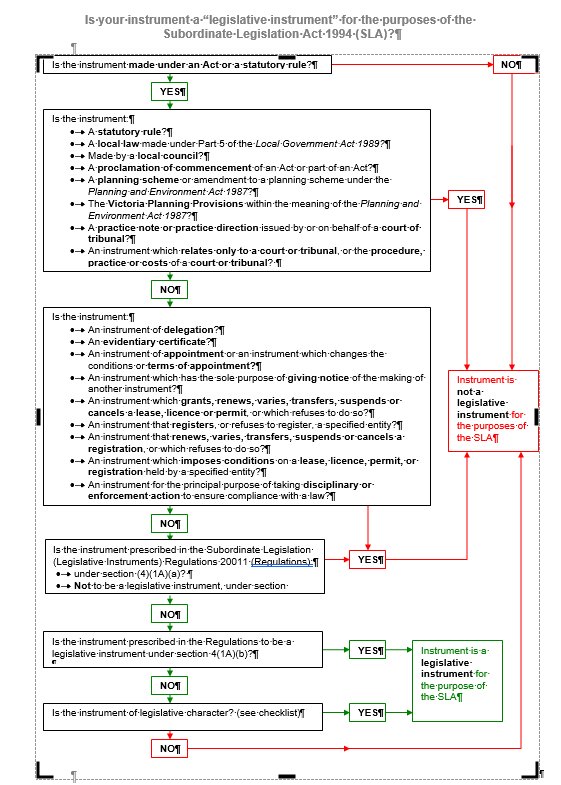 Is your instrument a “legislative instrument” for the purposes of the
Subordinate Legislation Act 1994 (SLA)?¶
¶
Is the instrument made under an Act or a statutory rule?¶
NO¶
YES¶
Is the instrument:¶
•→ A statutory rule?¶
•→ A local law made under Part 5 of the Local Government Act 1989?¶
•→ Made by a local council?¶
•→ A proclamation of commencement of an Act or part of an Act?¶
•→ A planning scheme or amendment to a planning scheme under the
Planning and Environment Act 1987?¶
•→ The Victoria Planning Provisions within the meaning of the Planning and
Environment Act 1987?¶
•→ A practice note or practice direction issued by or on behalf of a court of
tribunal?¶
•→ An instrument which relates only to a court or tribunal, or the procedure,
practice or costs of a court or tribunal? ¶
YES¶
NO¶
Is the instrument:¶
•→ An instrument of delegation?¶
•→ An evidentiary certificate?¶
•→ An instrument of appointment or an instrument which changes the
conditions or terms of appointment?¶
•→ An instrument which has the sole purpose of giving notice of the making of
another instrument?¶
•→ An instrument which grants, renews, varies, transfers, suspends or
cancels a lease, licence or permit, or which refuses to do so?¶
•→ An instrument that registers, or refuses to register, a specified entity?¶
•→ An instrument that renews, varies, transfers, suspends or cancels a
registration, or which refuses to do so?¶
•→ An instrument which imposes conditions on a lease, licence, permit, or
registration held by a specified entity?¶
•→ An instrument for the principal purpose of taking disciplinary or
enforcement action to ensure compliance with a law?¶
Instrument is
not a
legislative
instrument for
the purposes of
the SLA¶
NO¶
Is the instrument prescribed in the Subordinate Legislation
(Legislative Instruments) Regulations 20011 (Regulations):¶
•→ under section (4)(1A)(a)? ¶
•→ Not to be a legislative instrument, under section
YES¶
NO¶
Is the instrument prescribed in the Regulations to be a
legislative instrument under section 4(1A)(b)?¶
¶
YES¶
Instrument is a
legislative
instrument for
the purpose of
the SLA¶
NO¶
Is the instrument of legislative character? (see checklist)¶
YES¶
NO¶
¶
¶